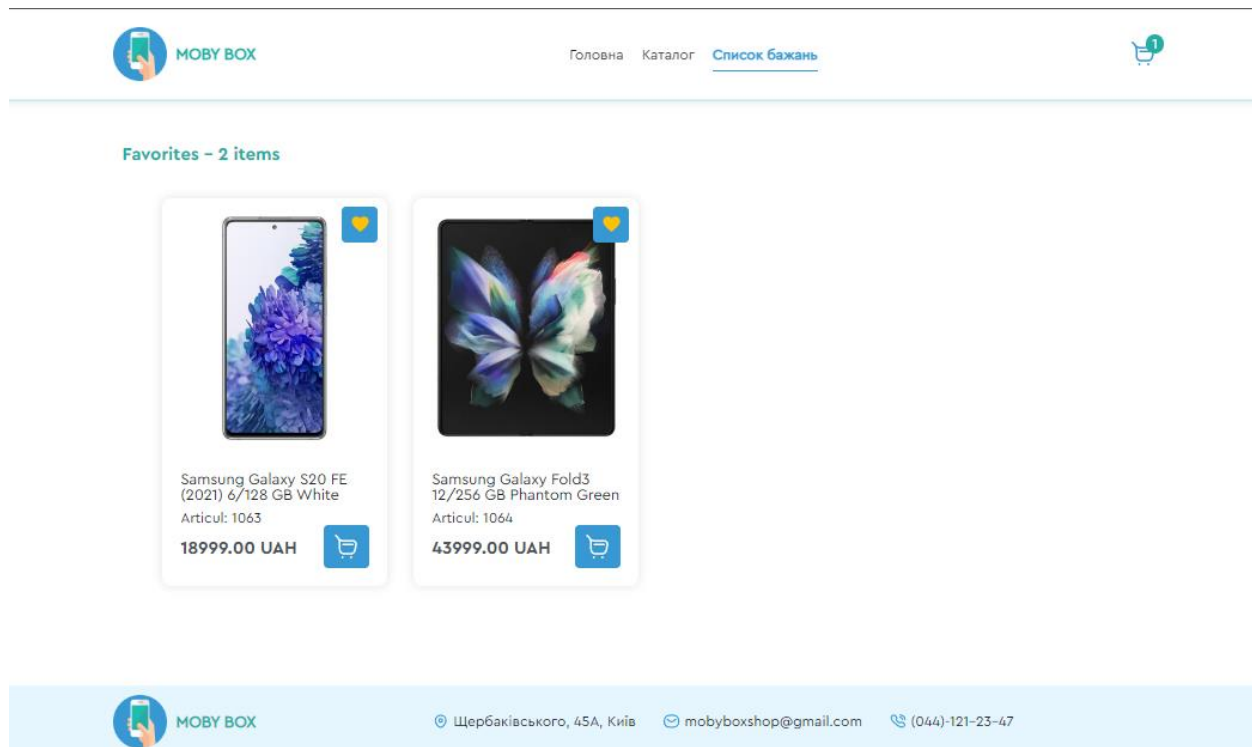 MOBY BOX
Головна Каталог Список бажань
1
Favorites - 2 items
Samsung Galaxy S20 FE
(2021) 6/128 GB White
Articul: 1063
18999.00 UAH
Samsung Galaxy Fold3
12/256 GB Phantom Green
Articul: 1064
43999.00 UAH
MOBY BOX
Щербаківського, 45А, Київ
mobyboxshop@gmail.com
(044)-121-23-47